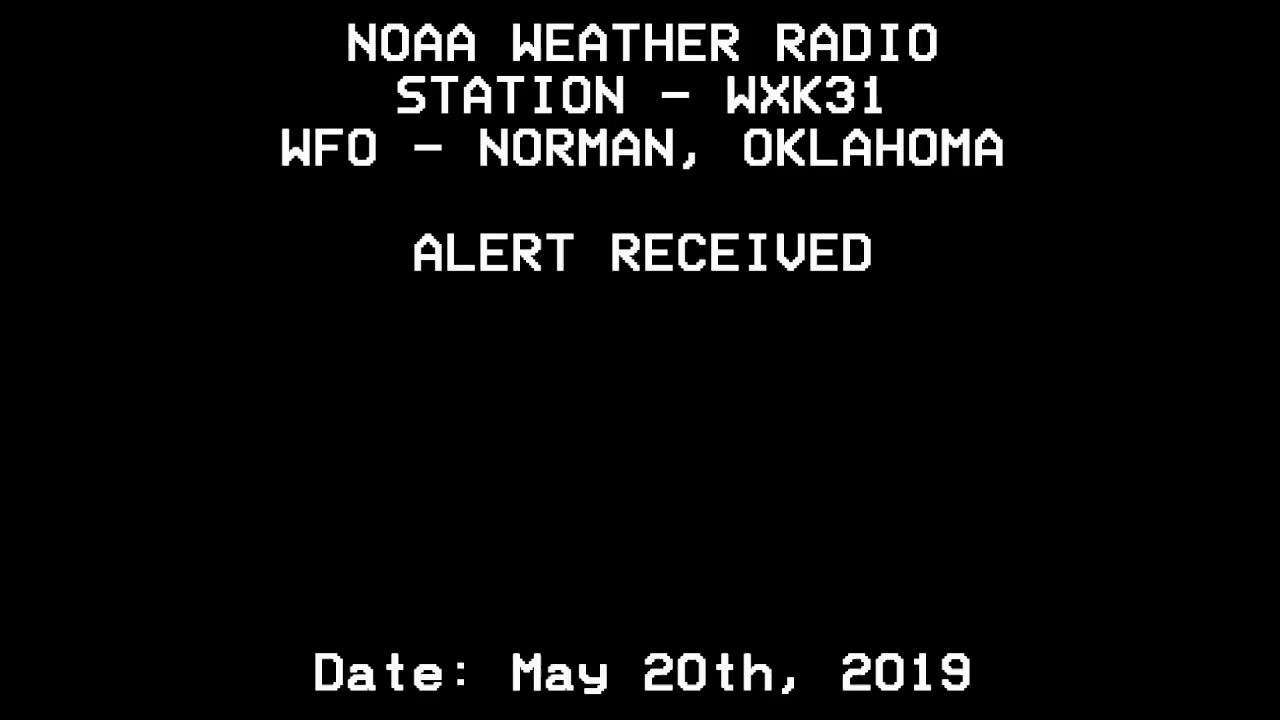 NOAA WEATHER RADIO
STATION - WXK31
WFO - NORMAN, OKLAHOMA
ALERT RECEIVED
Date: May 20th, 2019